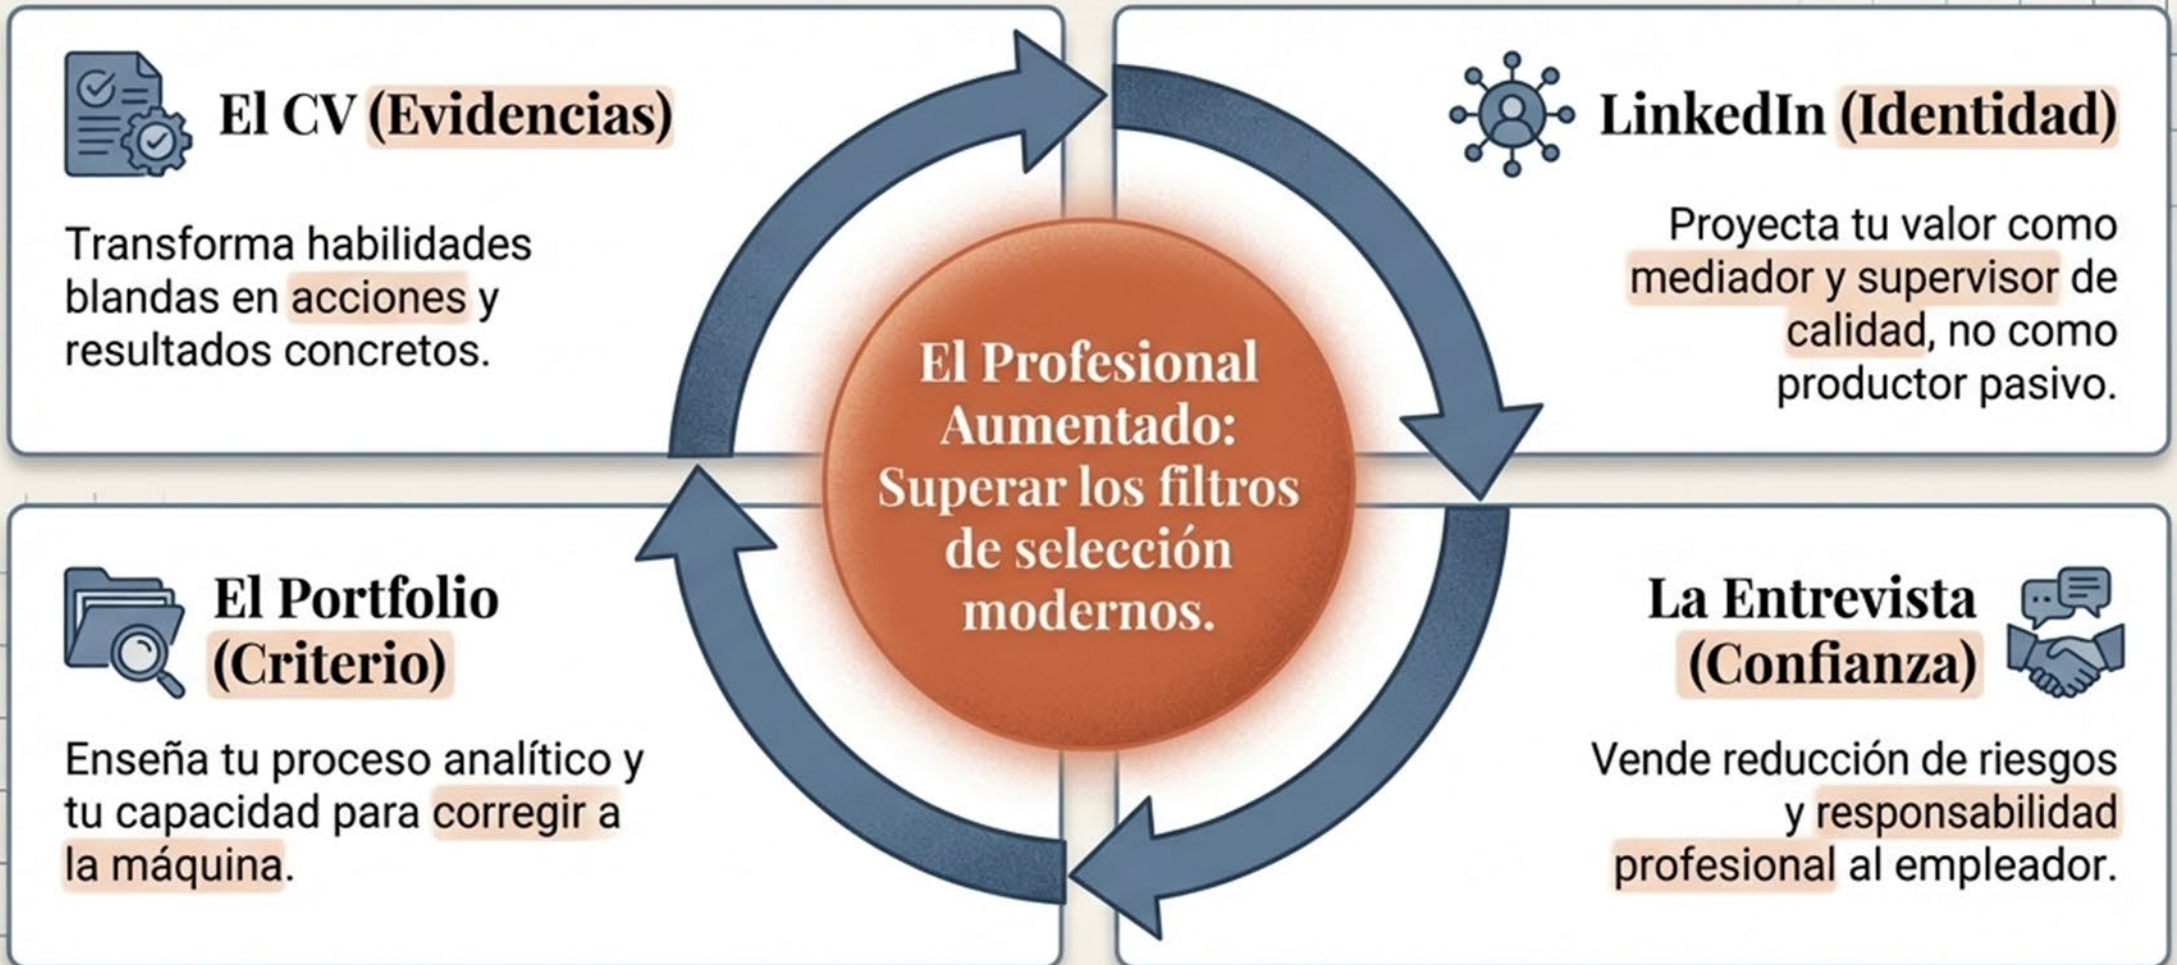 El CV (Evidencias)
Transforma habilidades
blandas en acciones y
resultados concretos.
LinkedIn (Identidad)
Proyecta tu valor como
mediador y supervisor de
calidad, no como
productor pasivo.
El Profesional
Aumentado:
Superar los filtros
de selección
modernos.
El Portfolio
(Criterio)
Enseña tu proceso analítico y
tu capacidad para corregir a
la máquina.
La Entrevista
(Confianza)
Vende reducción de riesgos
y responsabilidad
profesional al empleador.